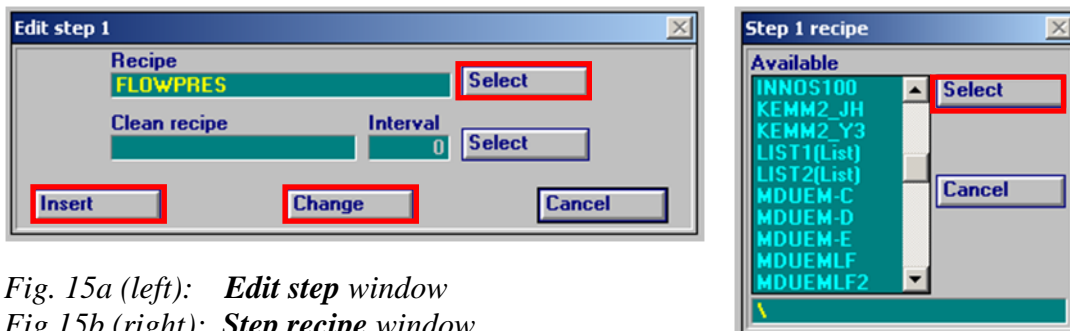 Edit step 1
Recipe
FLOWPRES
Select
Clean recipe Interval
0
Select
Insert Change Cancel
Step 1 recipe
Available
INNOS100
KEMM2_JH
KEMM2_Y3
LIST1(List)
LIST2(List)
MDUEM-C
MDUEM-D
MDUEM-E
MDUEMLF
MDUEMLF2
Select
Cancel
\
Fig. 15a (left): Edit step window
Fig 15b (right): Step recipe window